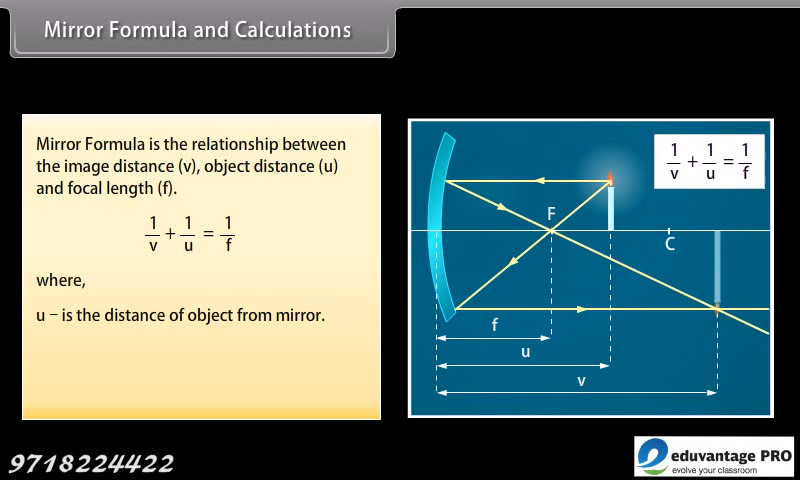 Mirror Formula and Calculations
Mirror Formula is the relationship between
the image distance (v), object distance (u)
and focal length (f).
1/v + 1/u = 1/f
where,
u – is the distance of object from mirror.
1/v + 1/u = 1/f
F
C
f
u
v
9718224422
eduvantage PRO
evolve your classroom